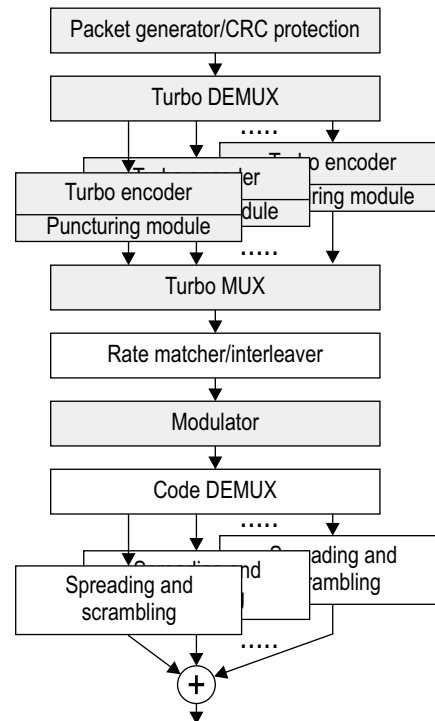 Packet generator/CRC protection
Turbo DEMUX
.....
Turbo encoder
Turbo encoder
Puncturing module
.....
Turbo MUX
Rate matcher/interleaver
Modulator
Code DEMUX
.....
Spreading and
Spreading and
scrambling
.....
+